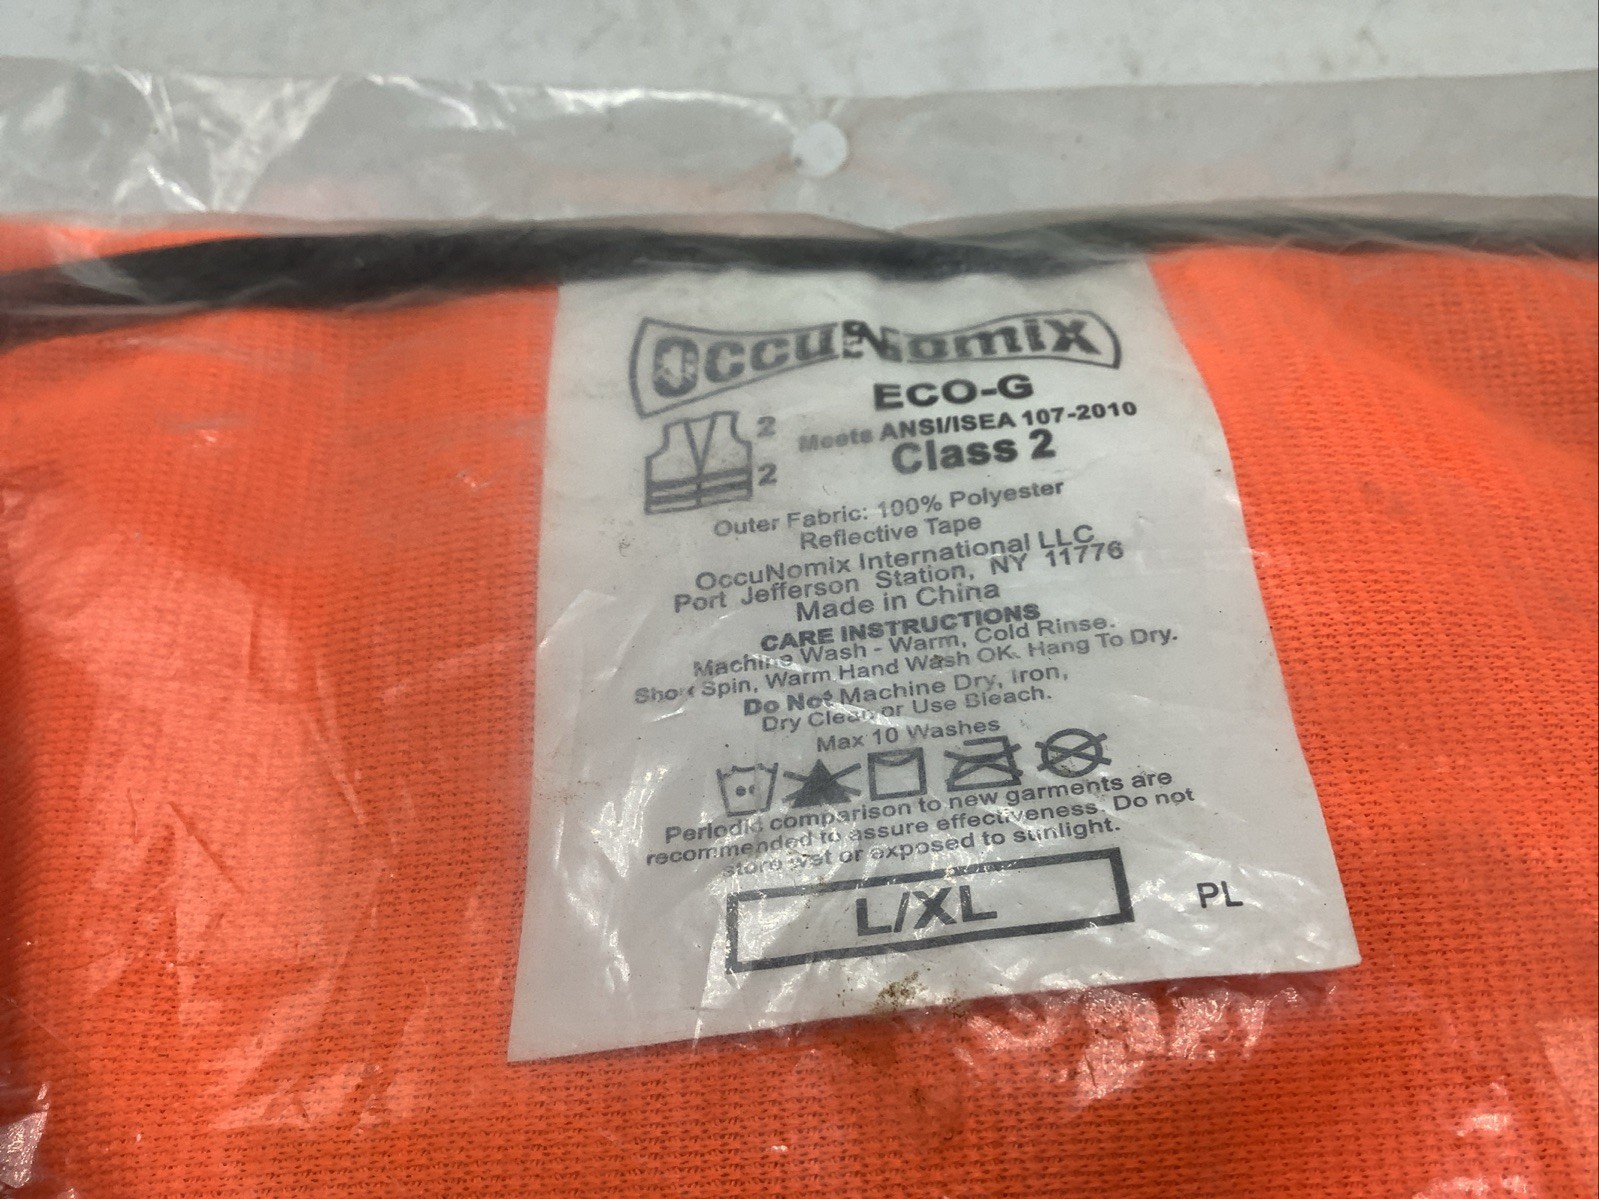 OccuNomix
ECO-G
2
Meets ANSI/ISEA 107-2010
Class 2
2
Outer Fabric: 100% Polyester
Reflective Tape
OccuNomix International LLC
Port Jefferson Station, NY 11776
Made in China
CARE INSTRUCTIONS
Machine Wash - Warm, Cold Rinse.
Short Spin, Warm Hand Wash OK. Hang To Dry.
Do Not Machine Dry, Iron,
Dry Clean or Use Bleach.
Max 10 Washes
Periodic comparison to new garments are
recommended to assure effectiveness. Do not
store wet or exposed to sunlight.
L/XL
PL